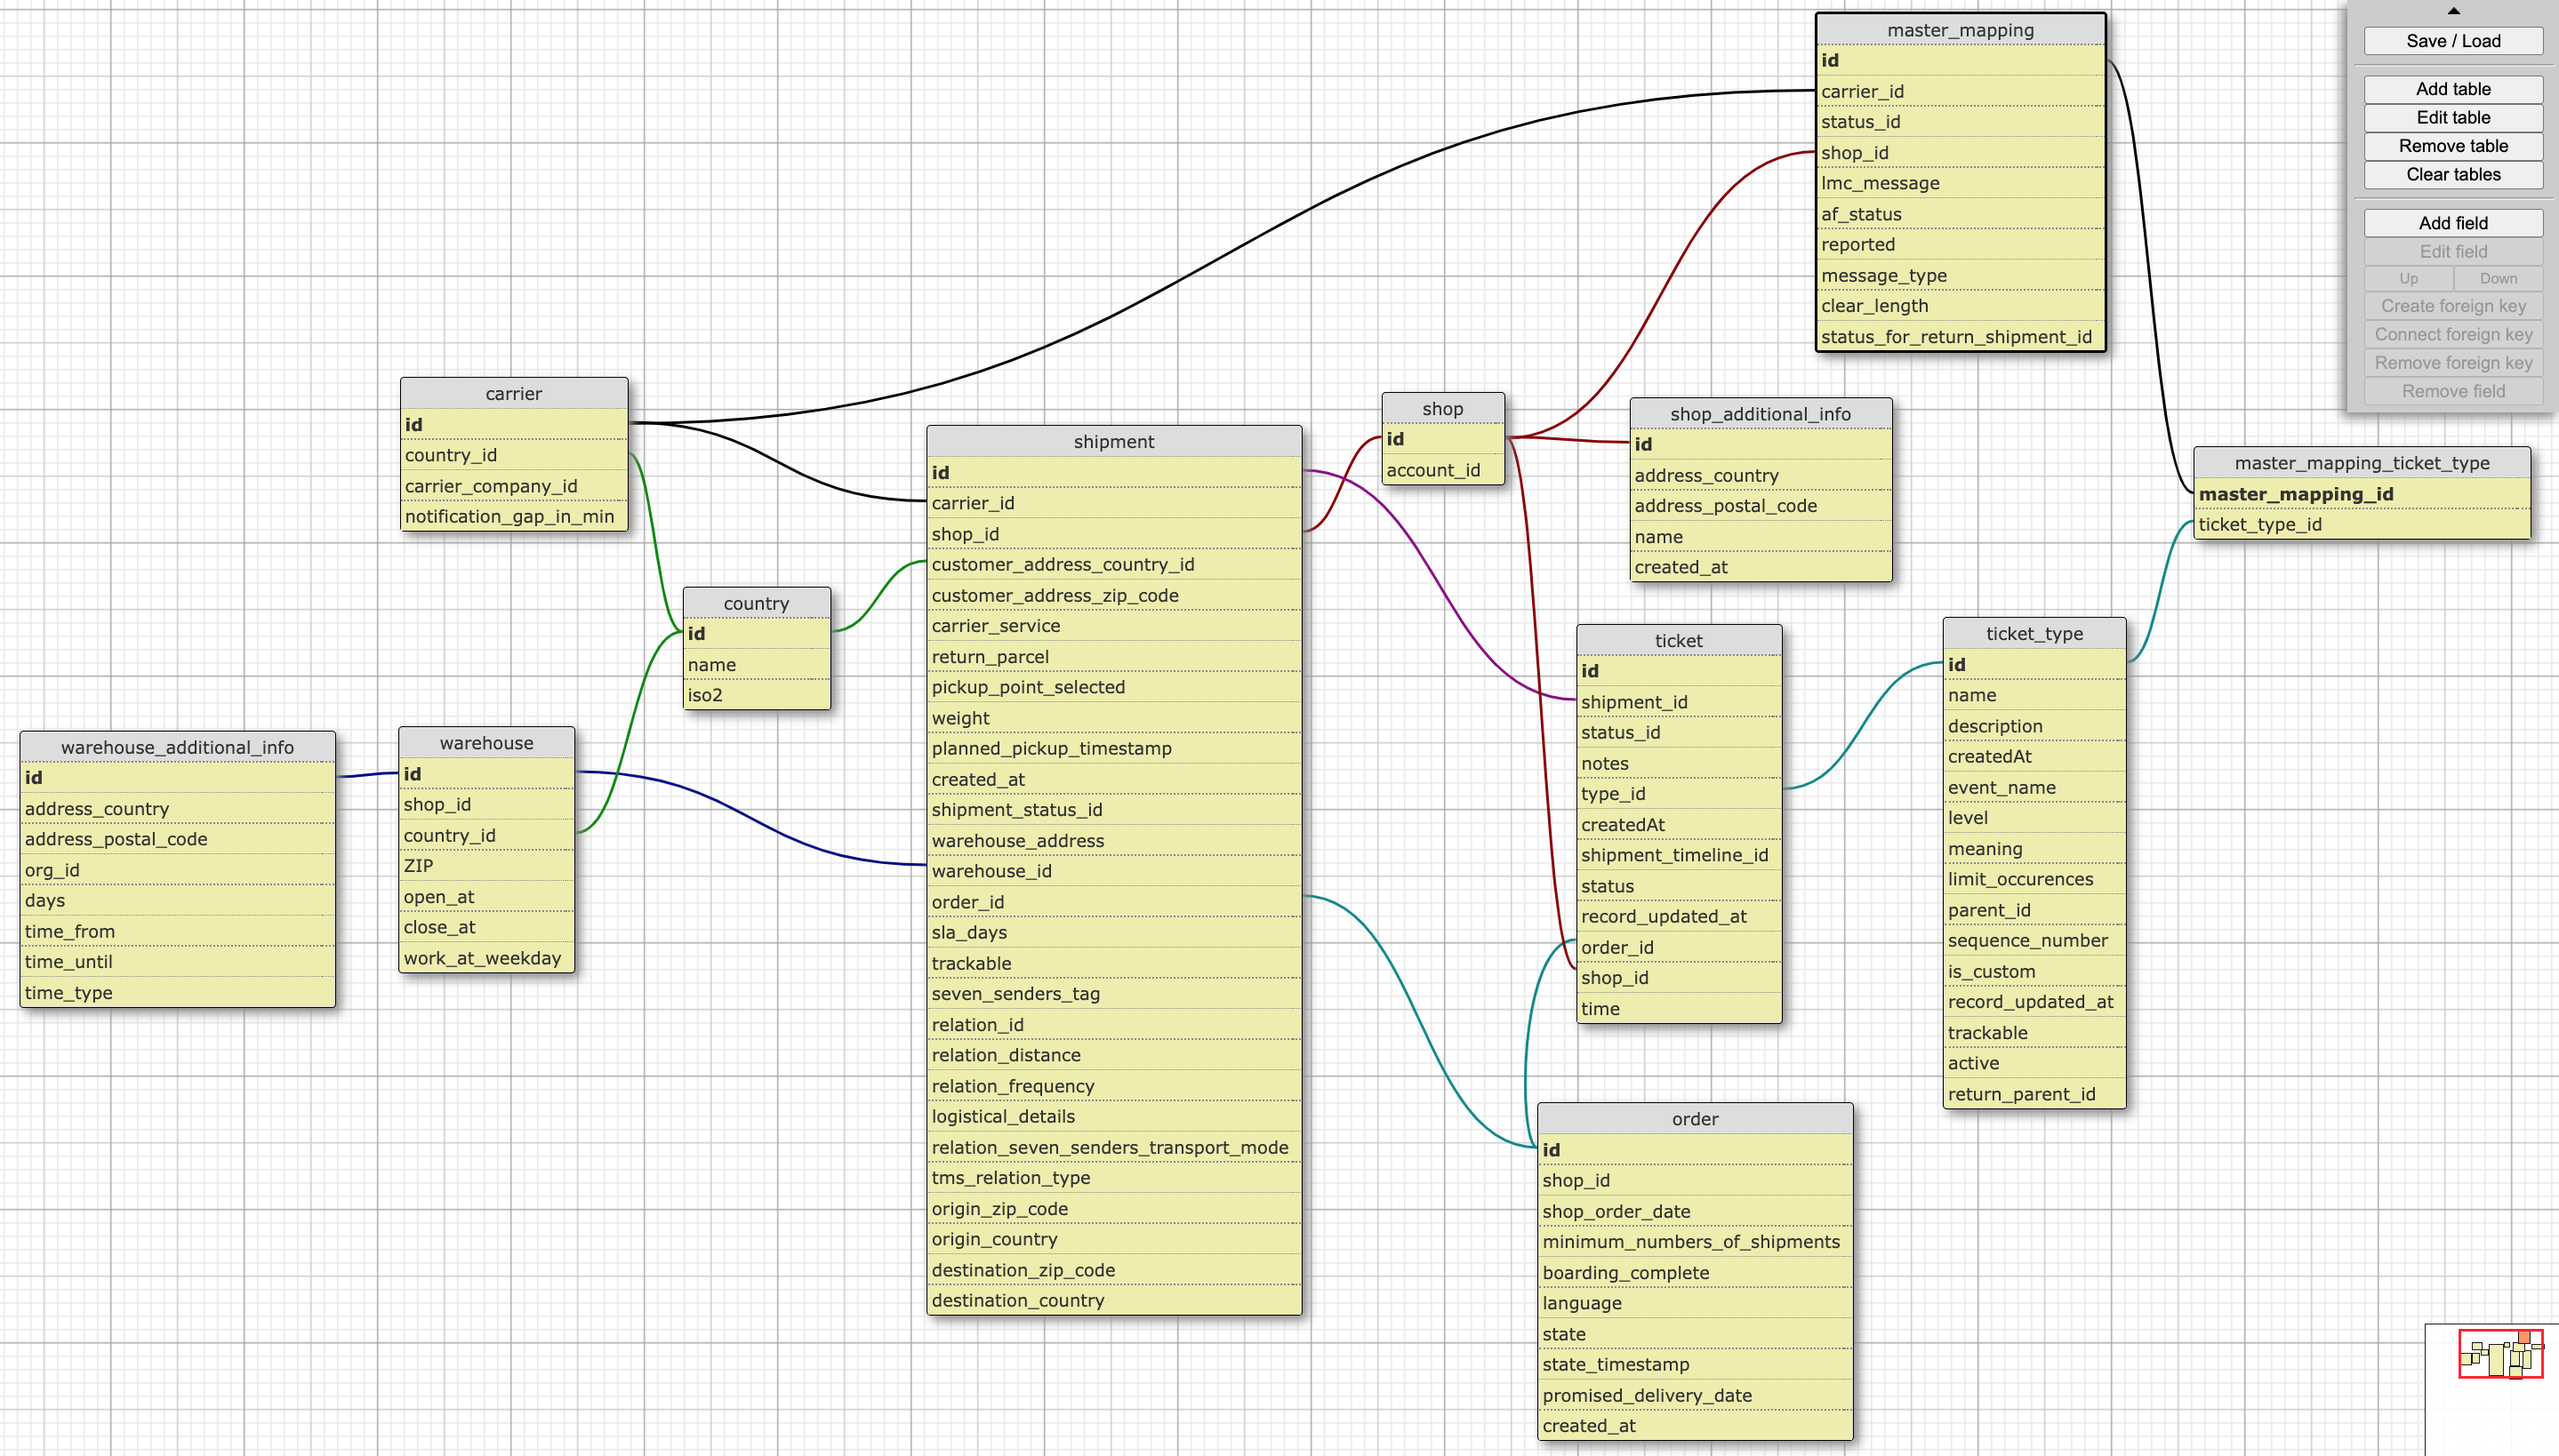 master_mapping
id
carrier_id
status_id
shop_id
lmc_message
af_status
reported
message_type
clear_length
status_for_return_shipment_id
Save / Load
Add table
Edit table
Remove table
Clear tables
Add field
Edit field
Up Down
Create foreign key
Connect foreign key
Remove foreign key
Remove field
carrier
id
country_id
carrier_company_id
notification_gap_in_min
shipment
id
carrier_id
shop_id
customer_address_country_id
customer_address_zip_code
carrier_service
return_parcel
pickup_point_selected
weight
planned_pickup_timestamp
created_at
shipment_status_id
warehouse_address
warehouse_id
order_id
sla_days
trackable
seven_senders_tag
relation_id
relation_distance
relation_frequency
logistical_details
relation_seven_senders_transport_mode
tms_relation_type
origin_zip_code
origin_country
destination_zip_code
destination_country
shop
id
account_id
shop_additional_info
id
address_country
address_postal_code
name
created_at
master_mapping_ticket_type
master_mapping_id
ticket_type_id
country
id
name
iso2
warehouse_additional_info
id
address_country
address_postal_code
org_id
days
time_from
time_until
time_type
warehouse
id
shop_id
country_id
ZIP
open_at
close_at
work_at_weekday
ticket
id
shipment_id
status_id
notes
type_id
createdAt
shipment_timeline_id
status
record_updated_at
order_id
shop_id
time
ticket_type
id
name
description
createdAt
event_name
level
meaning
limit_occurences
parent_id
sequence_number
is_custom
record_updated_at
trackable
active
return_parent_id
order
id
shop_id
shop_order_date
minimum_numbers_of_shipments
boarding_complete
language
state
state_timestamp
promised_delivery_date
created_at